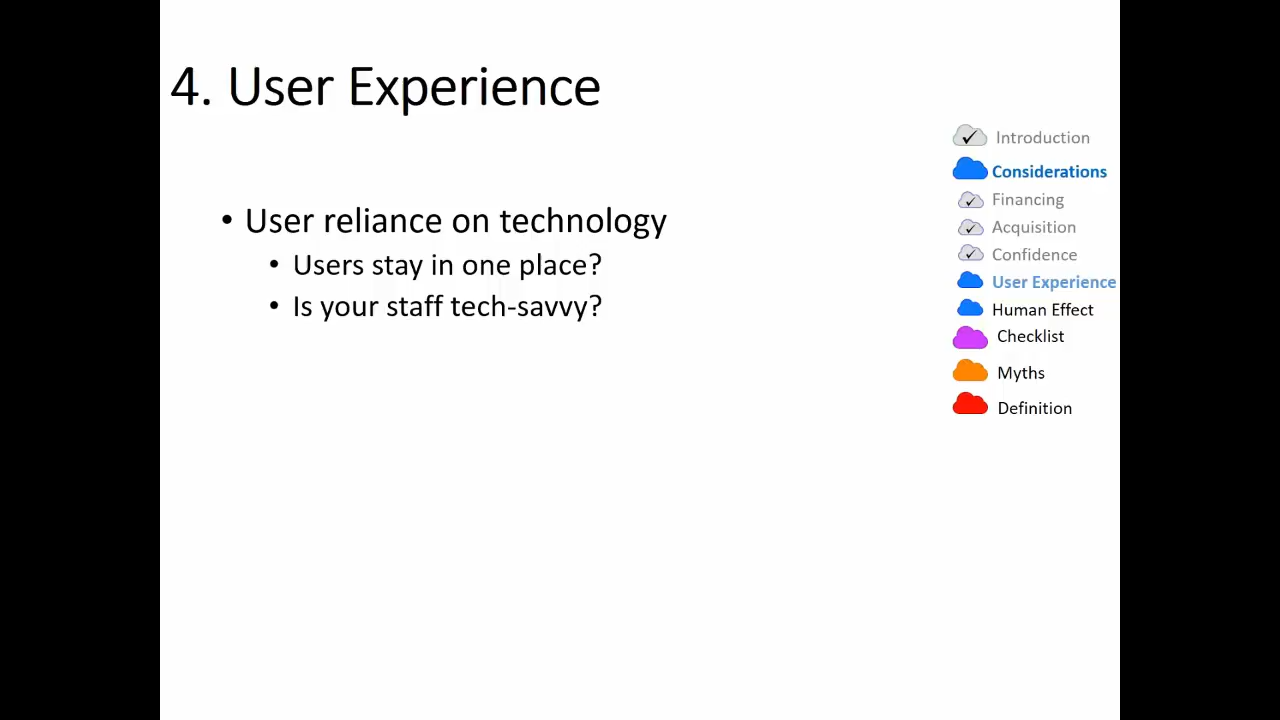 4. User Experience
• User reliance on technology
• Users stay in one place?
• Is your staff tech-savvy?
Introduction
Considerations
Financing
Acquisition
Confidence
User Experience
Human Effect
Checklist
Myths
Definition